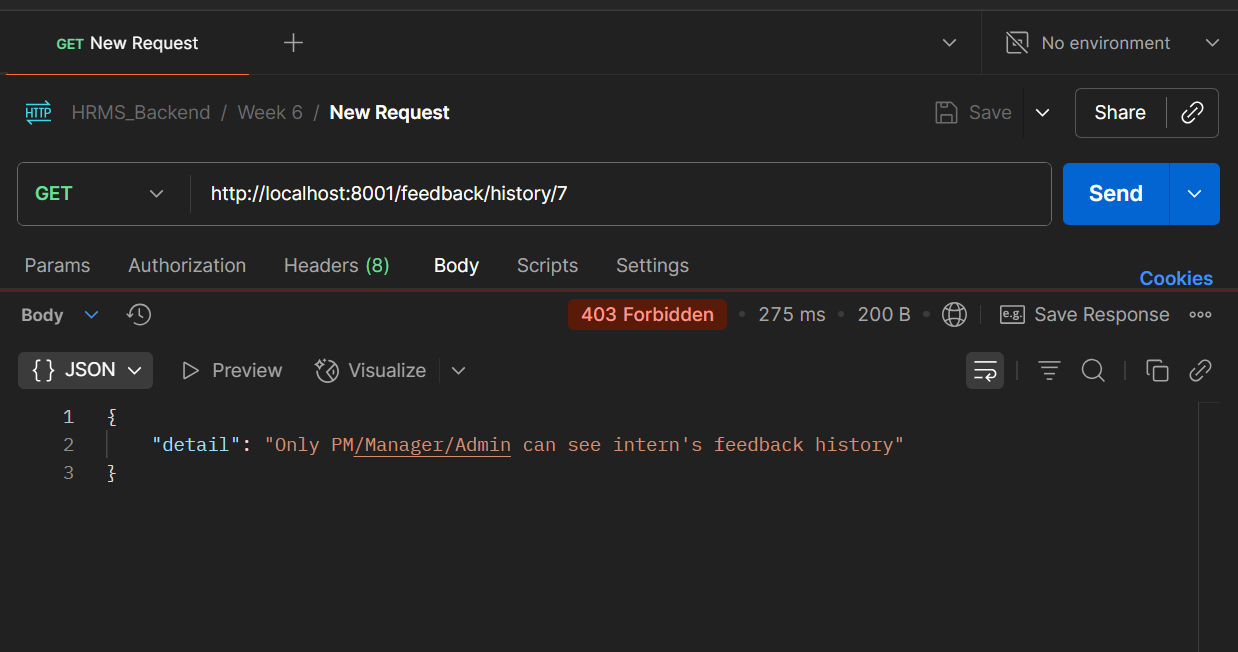 GET New Request
No environment
HTTP HRMS_Backend / Week 6 / New Request
Save
Share
GET
http://localhost:8001/feedback/history/7
Send
Params Authorization Headers (8) Body Scripts Settings
Cookies
Body
403 Forbidden • 275 ms • 200 B • e.g. Save Response
{} JSON Preview Visualize
1 {
2 "detail": "Only PM/Manager/Admin can see intern's feedback history"
3 }